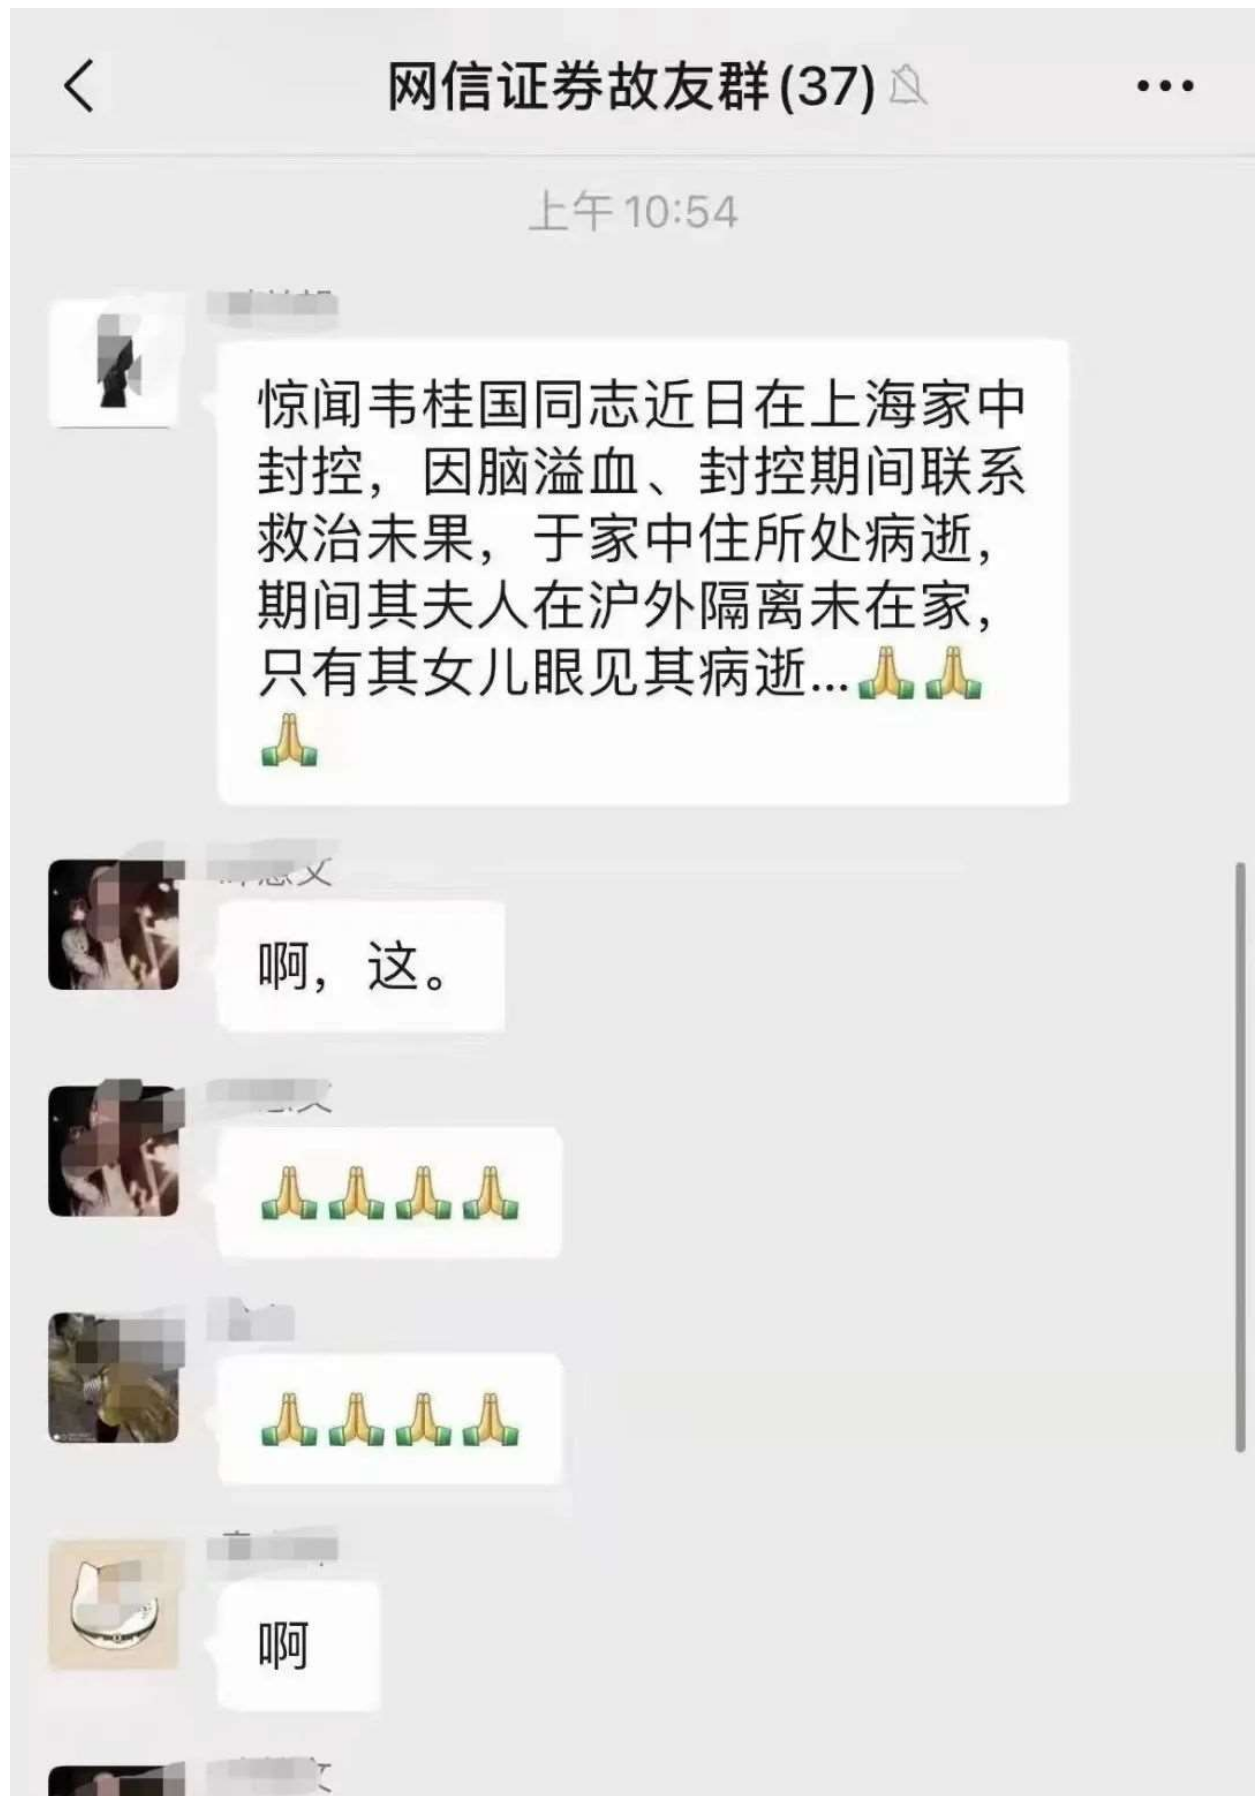 网信证券故友群(37)
上午10:54
惊闻韦桂国同志近日在上海家中
封控，因脑溢血、封控期间联系
救治未果，于家中住所处病逝，
期间其夫人在沪外隔离未在家，
只有其女儿眼见其病逝...🙏🙏
🙏
啊，这。
🙏🙏🙏🙏
🙏🙏🙏🙏
啊